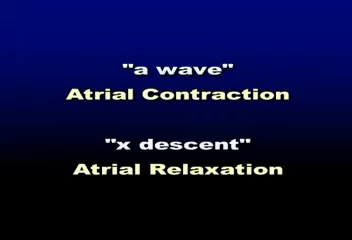 "a wave"
Atrial Contraction
"x descent"
Atrial Relaxation